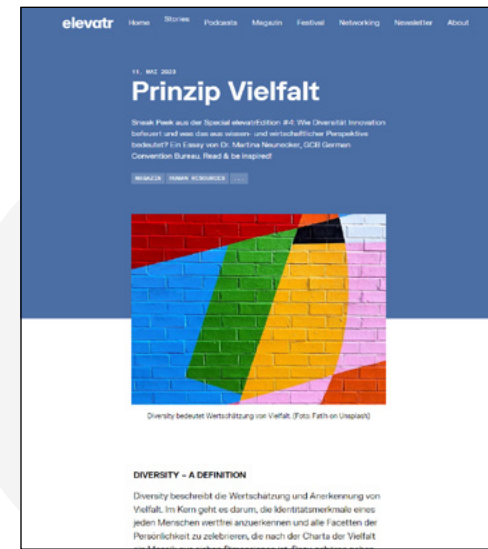 elevatr Home Stories Podcasts Magazin Festival Networking Newsletter About
11. MAI 2023
Prinzip Vielfalt
Sneak Peek aus der Special elevatrEdition #4: Wie Diversität Innovation
befeuert und was das aus wissen- und wirtschaftlicher Perspektive
bedeutet? Ein Essay von Dr. Martina Neunecker, GCB German
Convention Bureau. Read & be inspired!
MAGAZIN HUMAN RESOURCES ...
Diversity bedeutet Wertschätzung von Vielfalt. (Foto: Fatih on Unsplash)
DIVERSITY – A DEFINITION
Diversity beschreibt die Wertschätzung und Anerkennung von
Vielfalt. Im Kern geht es darum, die Identitätsmerkmale eines
jeden Menschen wertfrei anzuerkennen und alle Facetten der
Persönlichkeit zu zelebrieren, die nach der Charta der Vielfalt